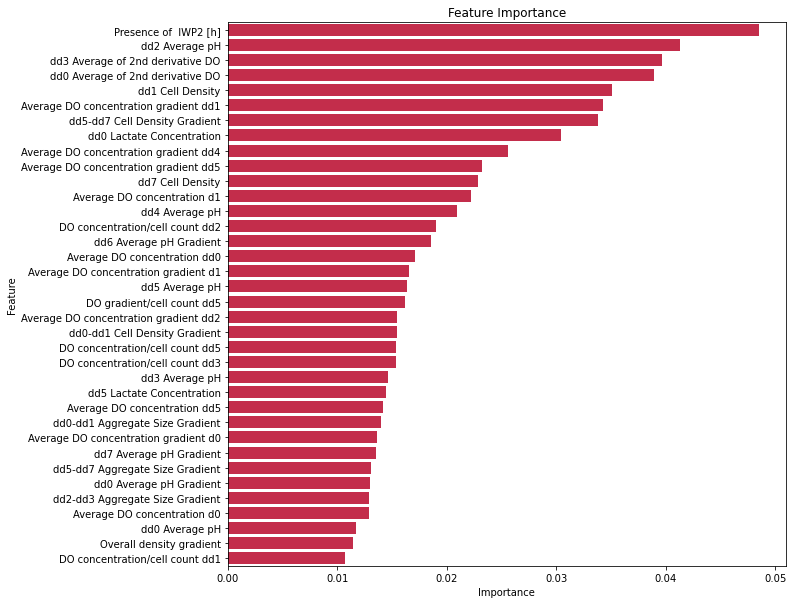 Feature Importance
Presence of  IWP2 [h]
dd2 Average pH
dd3 Average of 2nd derivative DO
dd0 Average of 2nd derivative DO
dd1 Cell Density
Average DO concentration gradient dd1
dd5-dd7 Cell Density Gradient
dd0 Lactate Concentration
Average DO concentration gradient dd4
Average DO concentration gradient dd5
dd7 Cell Density
Average DO concentration d1
dd4 Average pH
DO concentration/cell count dd2
dd6 Average pH Gradient
Average DO concentration dd0
Average DO concentration gradient d1
dd5 Average pH
DO gradient/cell count dd5
Average DO concentration gradient dd2
dd0-dd1 Cell Density Gradient
DO concentration/cell count dd5
DO concentration/cell count dd3
dd3 Average pH
dd5 Lactate Concentration
Average DO concentration dd5
dd0-dd1 Aggregate Size Gradient
Average DO concentration gradient d0
dd7 Average pH Gradient
dd5-dd7 Aggregate Size Gradient
dd0 Average pH Gradient
dd2-dd3 Aggregate Size Gradient
Average DO concentration d0
dd0 Average pH
Overall density gradient
DO concentration/cell count dd1
Feature
0.00 0.01 0.02 0.03 0.04 0.05
Importance